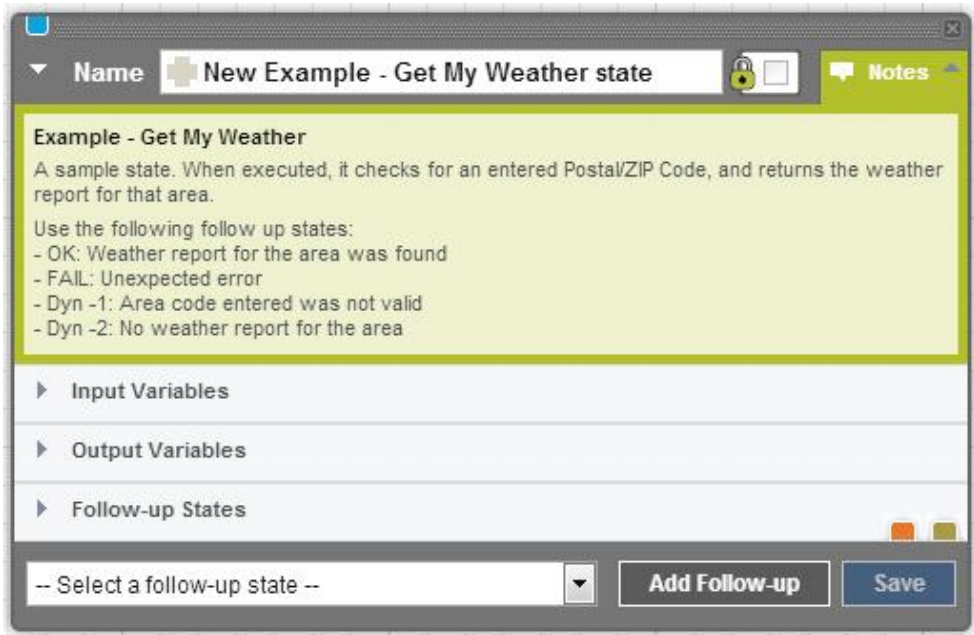 Name
New Example - Get My Weather state
Notes
Example - Get My Weather
A sample state. When executed, it checks for an entered Postal/ZIP Code, and returns the weather
report for that area.
Use the following follow up states:
- OK: Weather report for the area was found
- FAIL: Unexpected error
- Dyn -1: Area code entered was not valid
- Dyn -2: No weather report for the area
Input Variables
Output Variables
Follow-up States
-- Select a follow-up state --
Add Follow-up
Save